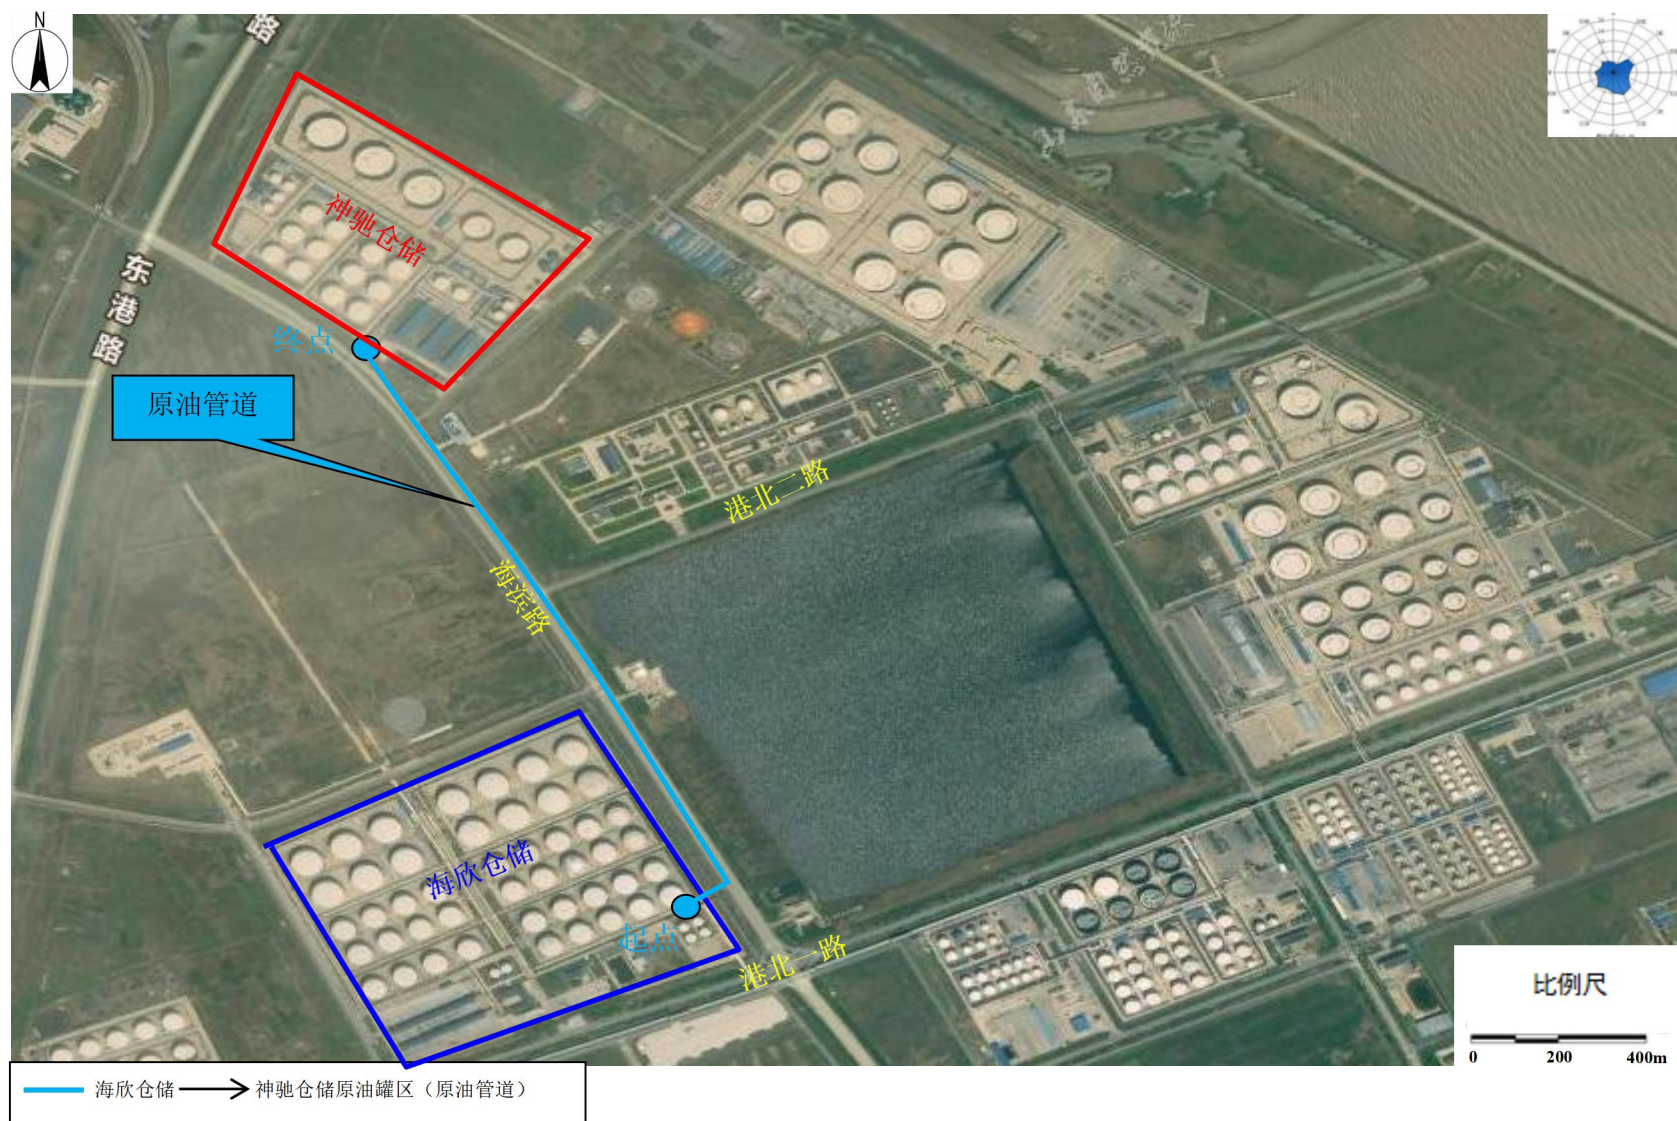 N
路
东港路
神驰仓储
终点
原油管道
港北二路
海滨路
海欣仓储
起点
港北一路
比例尺
0 200 400m
海欣仓储 神驰仓储原油罐区（原油管道）